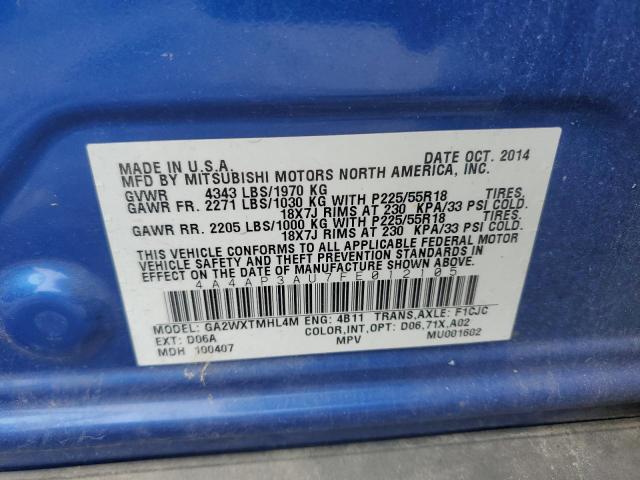 MADE IN U.S.A. DATE OCT. 2014
MFD BY MITSUBISHI MOTORS NORTH AMERICA, INC.
GVWR 4343 LBS/1970 KG
GAWR FR. 2271 LBS/1030 KG WITH P225/55R18 TIRES,
18X7J RIMS AT 230 KPA/33 PSI COLD.
GAWR RR. 2205 LBS/1000 KG WITH P225/55R18 TIRES,
18X7J RIMS AT 230 KPA/33 PSI COLD.
THIS VEHICLE CONFORMS TO ALL APPLICABLE FEDERAL MOTOR
VEHICLE SAFETY AND THEFT PREVENTION STANDARDS IN
EFFECT ON THE DATE OF MANUFACTURE SHOWN ABOVE.
4A4AP3AU7FE012105
MODEL: GA2WXTMHL4M ENG: 4B11 TRANS,AXLE: F1CJC
EXT: D06A COLOR,INT,OPT: D06,71X,A02
MDH 100407 MPV MU001602